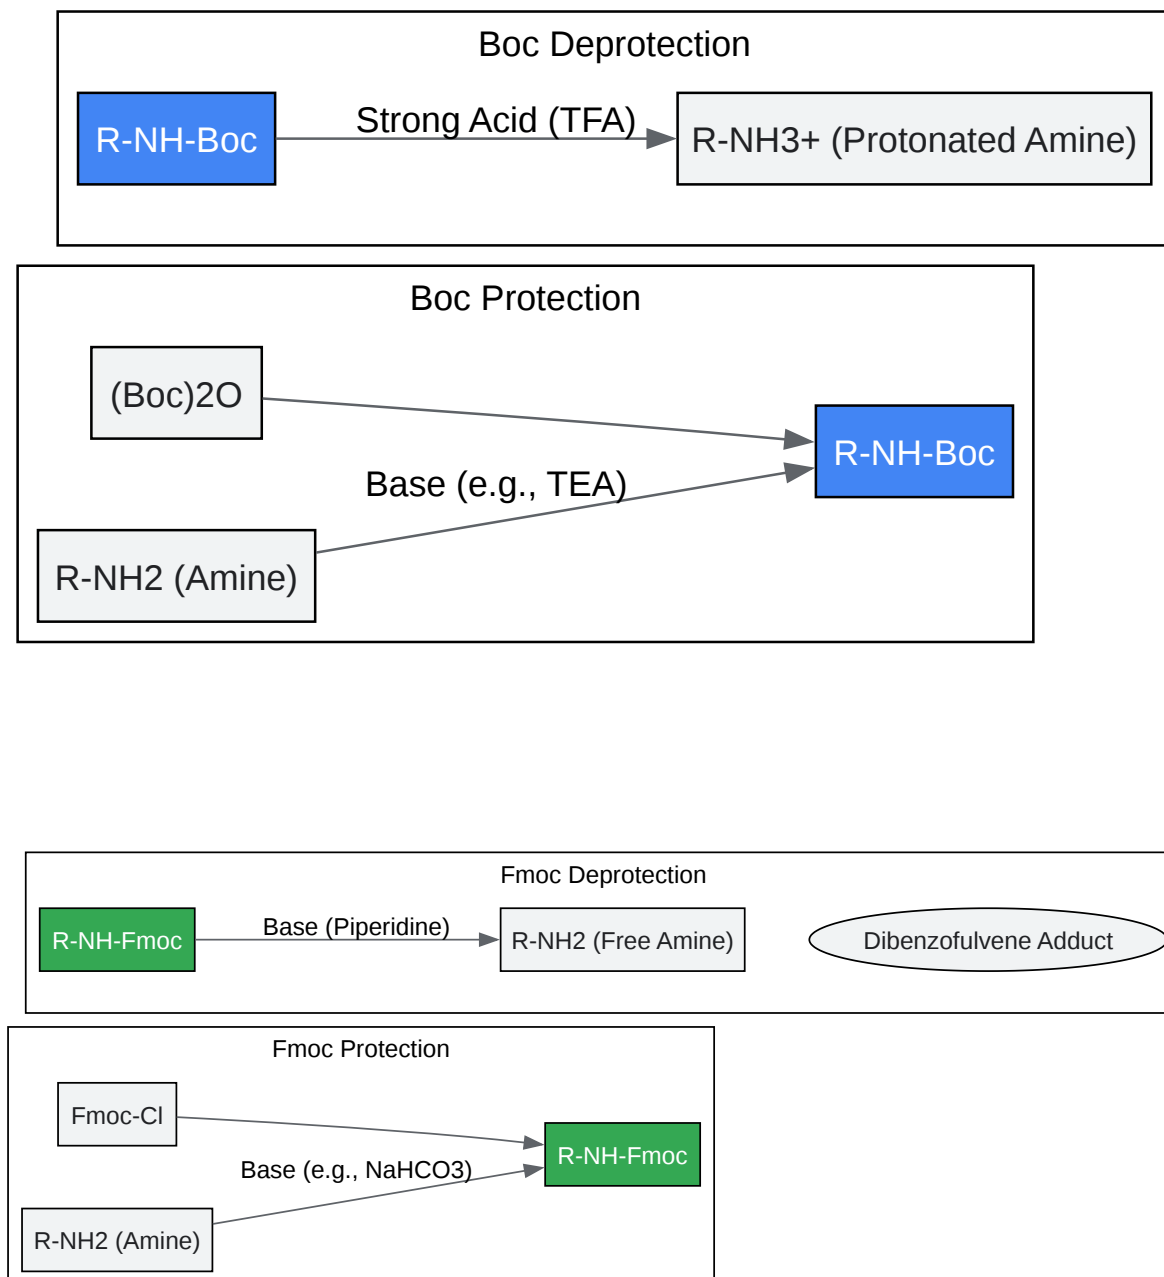 Boc Deprotection
R-NH-Boc
Strong Acid (TFA)
R-NH3+ (Protonated Amine)
Boc Protection
(Boc)2O
R-NH-Boc
Base (e.g., TEA)
R-NH2 (Amine)
Fmoc Deprotection
R-NH-Fmoc
Base (Piperidine)
R-NH2 (Free Amine)
Dibenzofulvene Adduct
Fmoc Protection
Fmoc-Cl
R-NH-Fmoc
Base (e.g., NaHCO3)
R-NH2 (Amine)